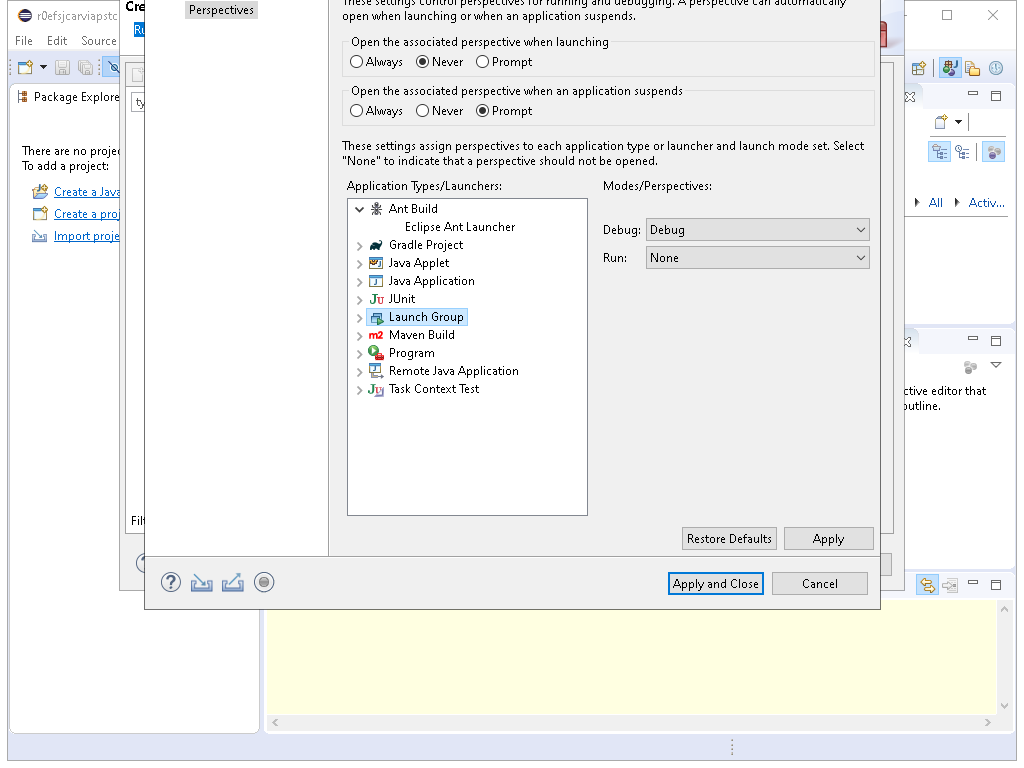 r0efsjcarviapstc
Cre
Perspectives
These settings control perspectives for running and debugging. A perspective can automatically
open when launching or when an application suspends.
File Edit Source
Open the associated perspective when launching
Always Never Prompt
Open the associated perspective when an application suspends
Always Never Prompt
Package Explore
ty
These settings assign perspectives to each application type or launcher and launch mode set. Select
"None" to indicate that a perspective should not be opened.
There are no projec
To add a project:
Create a Java
Create a proj
Import proje
Application Types/Launchers:
Modes/Perspectives:
Ant Build
Eclipse Ant Launcher
Gradle Project
Java Applet
Java Application
JUnit
Launch Group
Maven Build
Program
Remote Java Application
Task Context Test
Debug: Debug
Run: None
All Activ...
ctive editor that
outline.
Filt
Restore Defaults Apply
Apply and Close Cancel